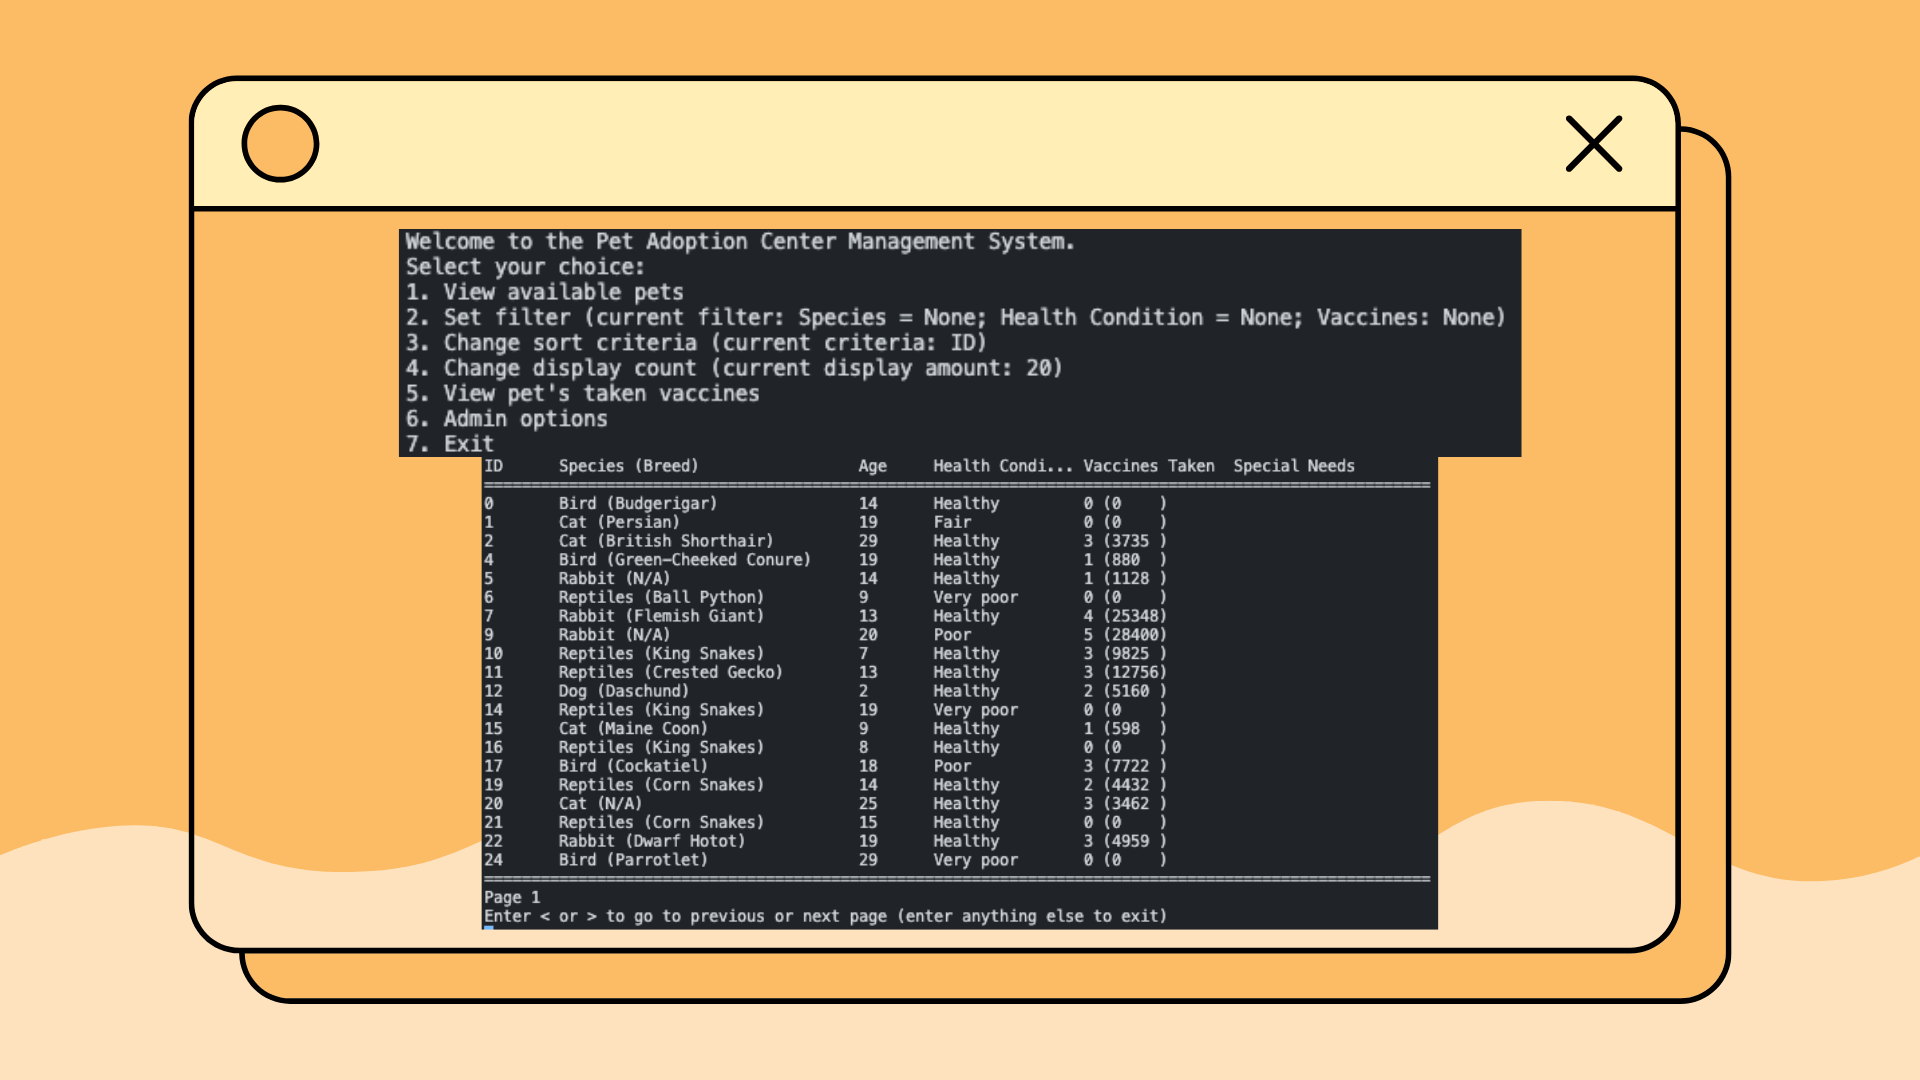 Welcome to the Pet Adoption Center Management System.
Select your choice:
1. View available pets
2. Set filter (current filter: Species = None; Health Condition = None; Vaccines: None)
3. Change sort criteria (current criteria: ID)
4. Change display count (current display amount: 20)
5. View pet's taken vaccines
6. Admin options
7. Exit
ID      Species (Breed)                 Age     Health Condi... Vaccines Taken  Special Needs
=====================================================================================================
0       Bird (Budgerigar)               14      Healthy         0 (0    )
1       Cat (Persian)                   19      Fair            0 (0    )
2       Cat (British Shorthair)         29      Healthy         3 (3735 )
4       Bird (Green-Cheeked Conure)     19      Healthy         1 (880  )
5       Rabbit (N/A)                    14      Healthy         1 (1128 )
6       Reptiles (Ball Python)          9       Very poor       0 (0    )
7       Rabbit (Flemish Giant)          13      Healthy         4 (25348)
9       Rabbit (N/A)                    20      Poor            5 (28400)
10      Reptiles (King Snakes)          7       Healthy         3 (9825 )
11      Reptiles (Crested Gecko)        13      Healthy         3 (12756)
12      Dog (Daschund)                  2       Healthy         2 (5160 )
14      Reptiles (King Snakes)          19      Very poor       0 (0    )
15      Cat (Maine Coon)                9       Healthy         1 (598  )
16      Reptiles (King Snakes)          8       Healthy         0 (0    )
17      Bird (Cockatiel)                18      Poor            3 (7722 )
19      Reptiles (Corn Snakes)          14      Healthy         2 (4432 )
20      Cat (N/A)                       25      Healthy         3 (3462 )
21      Reptiles (Corn Snakes)          15      Healthy         0 (0    )
22      Rabbit (Dwarf Hotot)            19      Healthy         3 (4959 )
24      Bird (Parrotlet)                29      Very poor       0 (0    )
=====================================================================================================
Page 1
Enter < or > to go to previous or next page (enter anything else to exit)